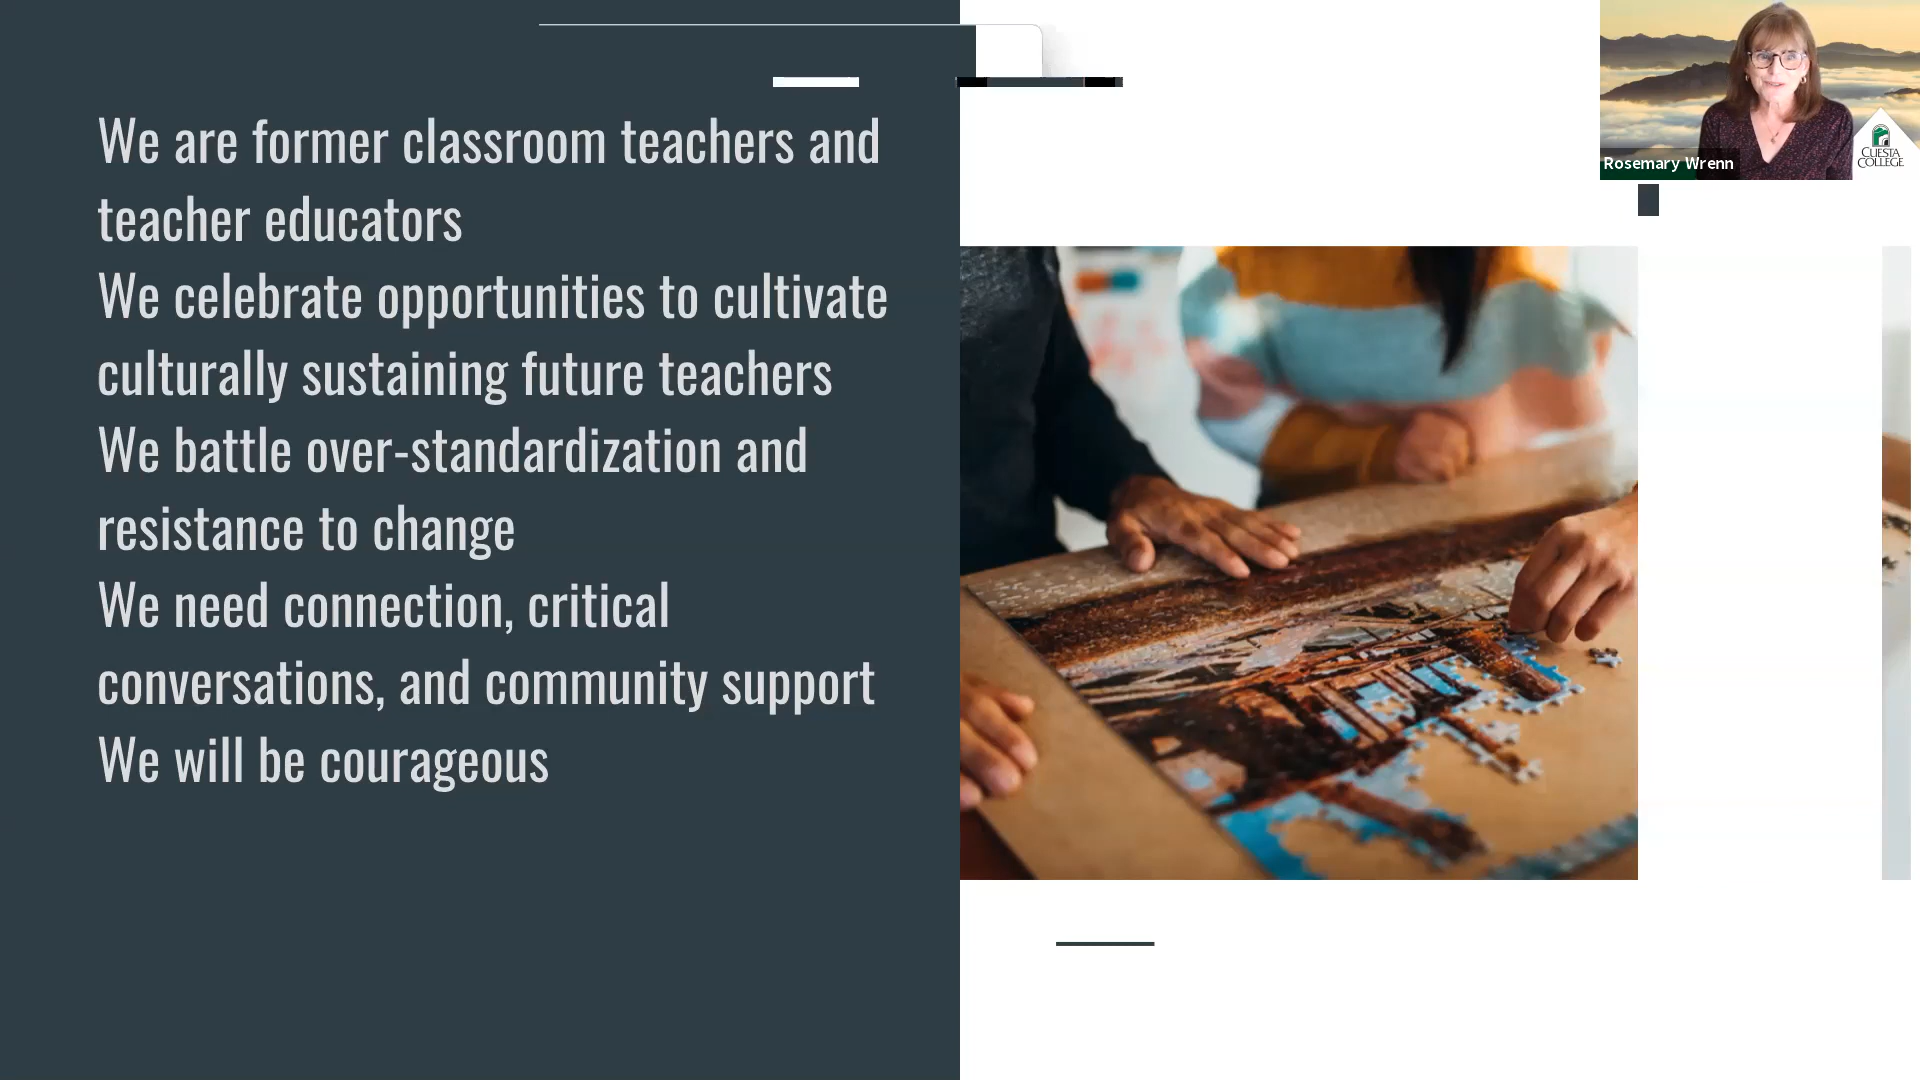 We are former classroom teachers and
teacher educators
We celebrate opportunities to cultivate
culturally sustaining future teachers
We battle over-standardization and
resistance to change
We need connection, critical
conversations, and community support
We will be courageous
Rosemary Wrenn
CUESTA
COLLEGE